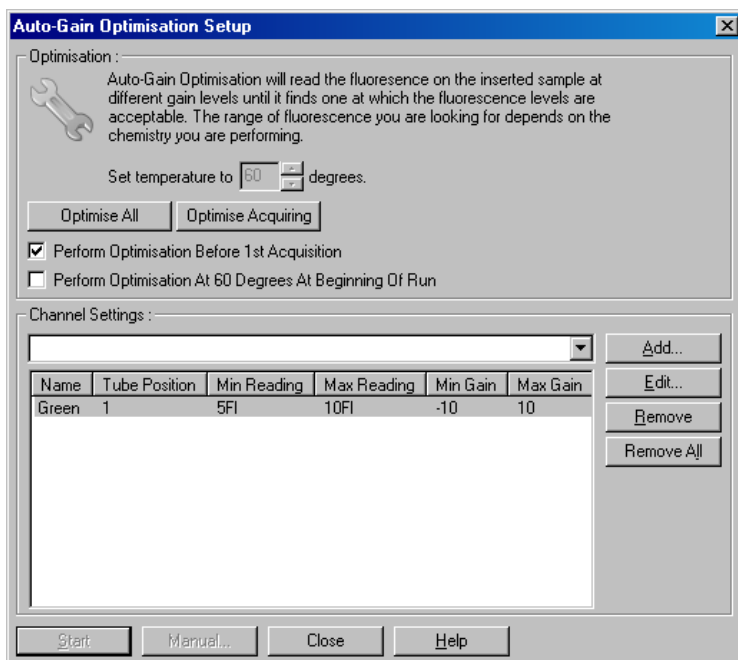 Auto-Gain Optimisation Setup
Optimisation :
Auto-Gain Optimisation will read the fluoresence on the inserted sample at
different gain levels until it finds one at which the fluorescence levels are
acceptable. The range of fluorescence you are looking for depends on the
chemistry you are performing.
Set temperature to 60 degrees.
Optimise All Optimise Acquiring
Perform Optimisation Before 1st Acquisition
Perform Optimisation At 60 Degrees At Beginning Of Run
Channel Settings :
Add...
Name Tube Position Min Reading Max Reading Min Gain Max Gain
Edit...
Green 1 5Fl 10Fl -10 10
Remove
Remove All
Start Manual... Close Help